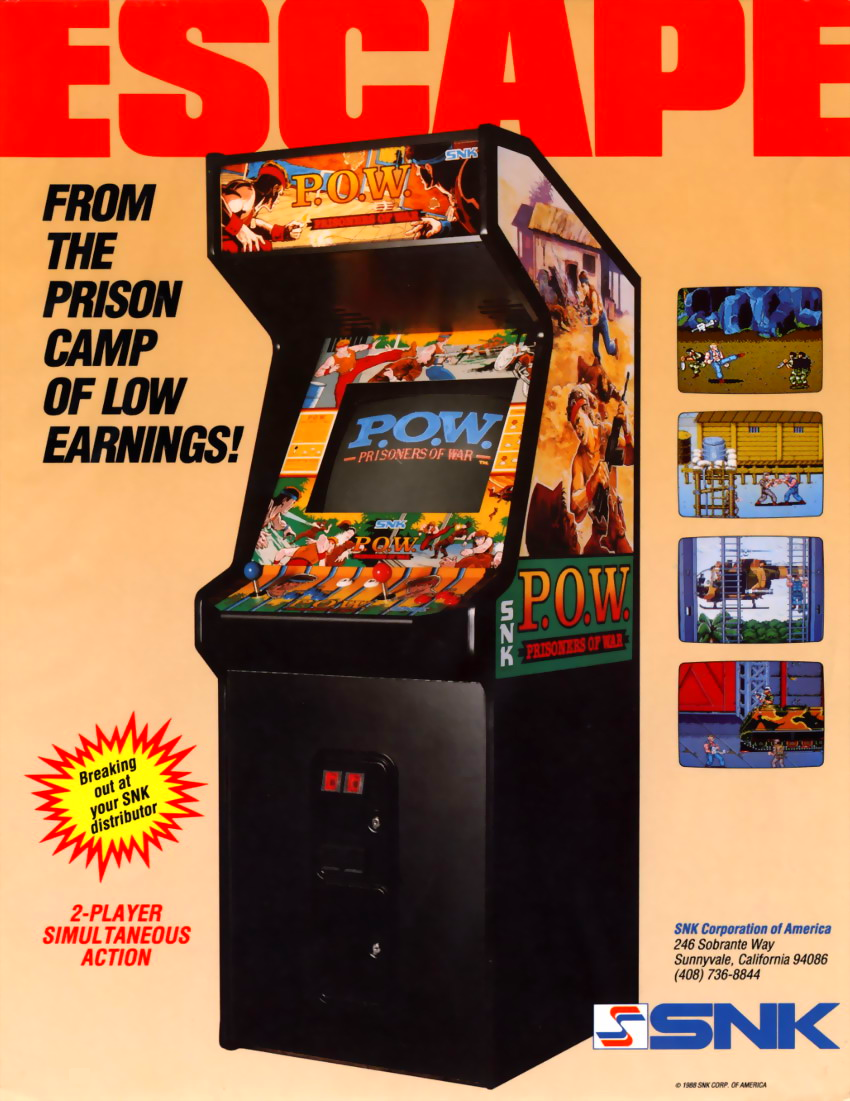 ESCAPE
FROM
THE
PRISON
CAMP
OF LOW
EARNINGS!
SNK
P.O.W.
PRISONERS OF WAR
P.O.W.
PRISONERS OF WAR
TM
SNK
P.O.W.
P.O.W.
SNK
P.O.W.
PRISONERS OF WAR
Breaking
out at
your SNK
distributor
2-PLAYER
SIMULTANEOUS
ACTION
SNK Corporation of America
246 Sobrante Way
Sunnyvale, California 94086
(408) 736-8844
SNK
© 1988 SNK CORP. OF AMERICA